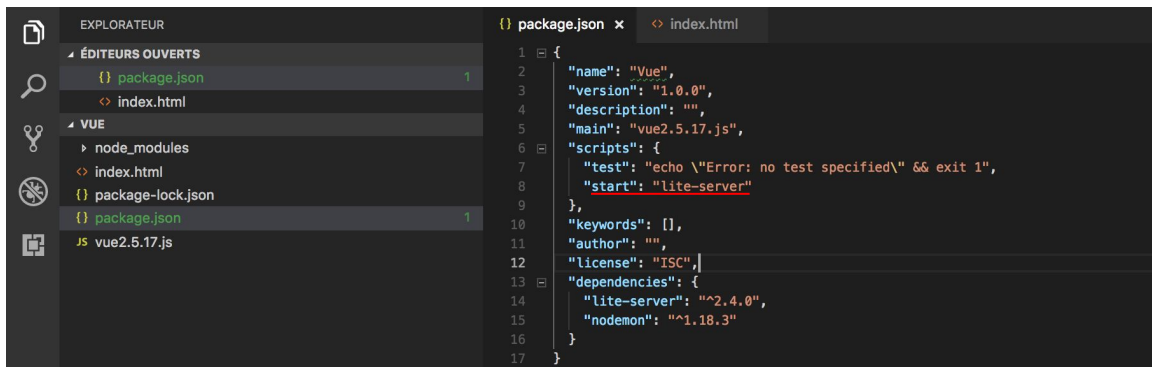 EXPLORATEUR
ÉDITEURS OUVERTS
{} package.json 1
<> index.html
VUE
node_modules
<> index.html
{} package-lock.json
{} package.json 1
JS vue2.5.17.js
{} package.json × <> index.html
1 {
2 "name": "Vue",
3 "version": "1.0.0",
4 "description": "",
5 "main": "vue2.5.17.js",
6 "scripts": {
7 "test": "echo \"Error: no test specified\" && exit 1",
8 "start": "lite-server"
9 },
10 "keywords": [],
11 "author": "",
12 "license": "ISC",
13 "dependencies": {
14 "lite-server": "^2.4.0",
15 "nodemon": "^1.18.3"
16 }
17 }